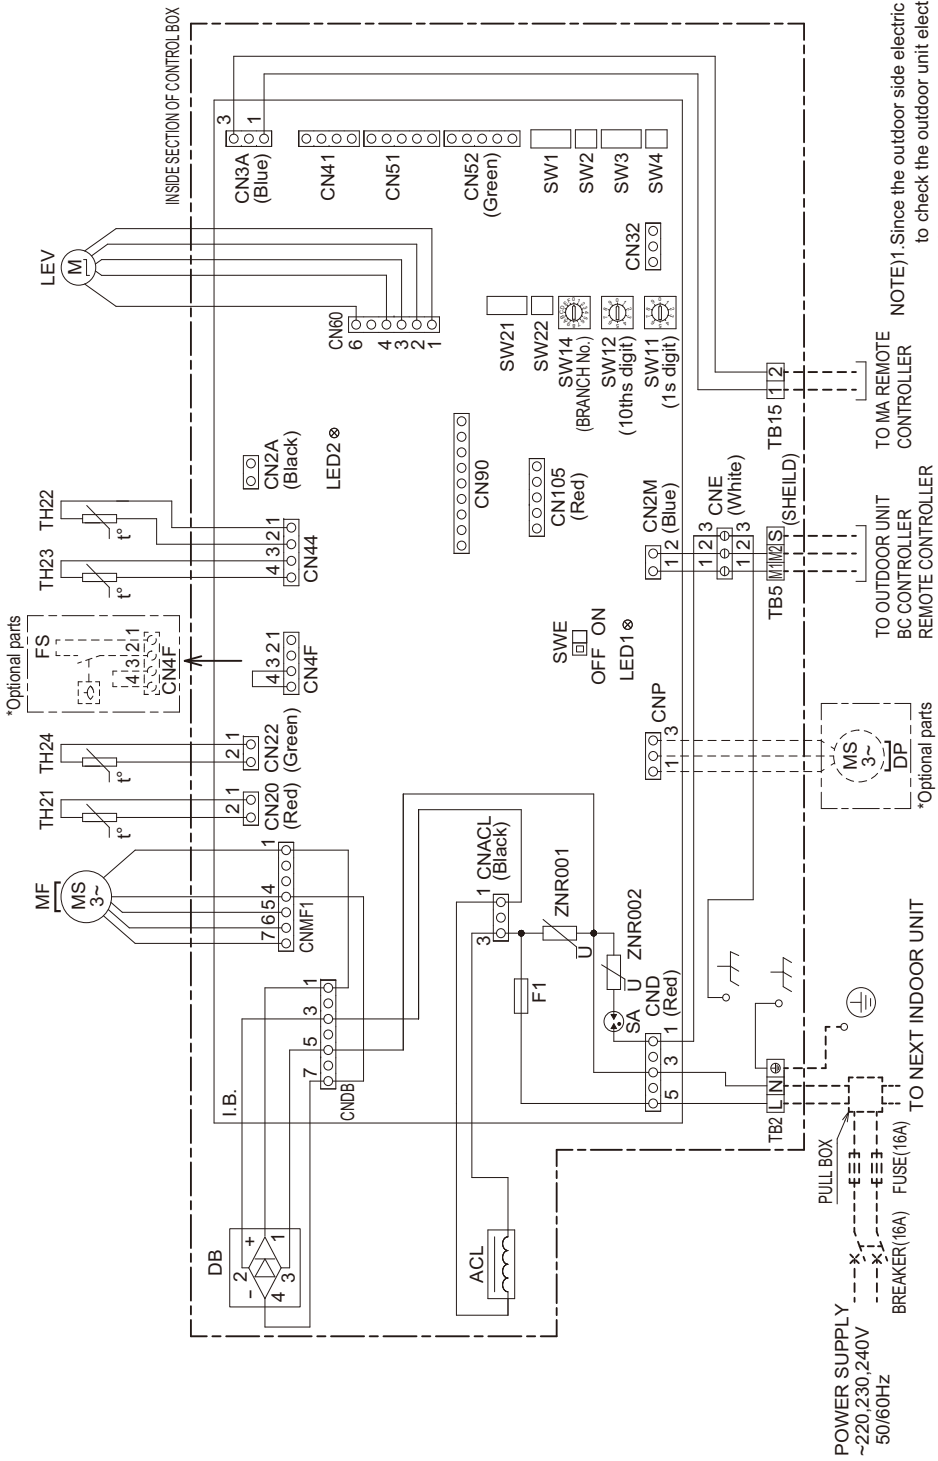 INSIDE SECTION OF CONTROL BOX
LEV
M
CN60
6
4
3
2
1
3
1
CN3A
(Blue)
CN41
CN51
CN52
(Green)
SW1
SW2
SW3
SW4
CN32
SW21
SW22
SW14
(BRANCH No.)
SW12
(10ths digit)
SW11
(1s digit)
TH22
t°
TH23
t°
4 3 2 1
CN44
CN2A
(Black)
LED2
CN90
CN105
(Red)
*Optional parts
FS
4 3 2 1
CN4F
4 3 2 1
CN4F
TH24
t°
2 1
CN22
(Green)
TH21
t°
2 1
CN20
(Red)
MF
MS
3~
7 6 5 4 1
CNMF1
SWE
OFF ON
LED1
CN2M
(Blue)
1 2
CNE
(White)
1 2 3
1 2 3
TB5
M1 M2 S
(SHEILD)
TB15
1 2
CNP
1 3
MS
3~
DP
*Optional parts
I.B.
DB
+
-
1
2
3
4
7 5 3 1
CNDB
CNACL
(Black)
3 1
ZNR001
U
F1
ZNR002
U
SA
CND
(Red)
5 3 1
ACL
TB2
L N
PULL BOX
FUSE(16A)
BREAKER(16A)
POWER SUPPLY
~220,230,240V
50/60Hz
TO NEXT INDOOR UNIT
TO OUTDOOR UNIT
BC CONTROLLER
REMOTE CONTROLLER
TO MA REMOTE
CONTROLLER
NOTE)1.Since the outdoor side electric
to check the outdoor unit elect